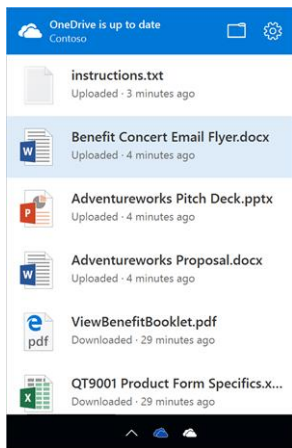 OneDrive is up to date
Contoso
instructions.txt
Uploaded · 3 minutes ago
Benefit Concert Email Flyer.docx
Uploaded · 4 minutes ago
W
Adventureworks Pitch Deck.pptx
Uploaded · 4 minutes ago
P
Adventureworks Proposal.docx
Uploaded · 4 minutes ago
W
ViewBenefitBooklet.pdf
Downloaded · 29 minutes ago
pdf
QT9001 Product Form Specifics.x...
Downloaded · 29 minutes ago
X